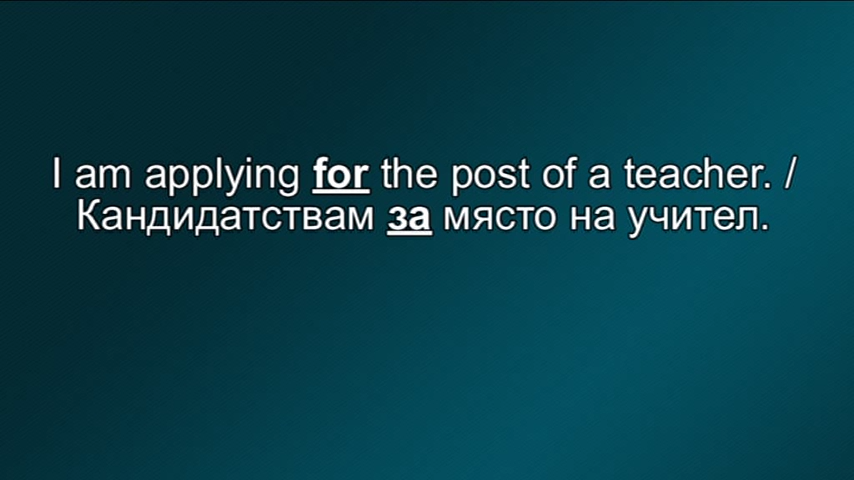 I am applying for the post of a teacher. /
Кандидатствам за място на учител.